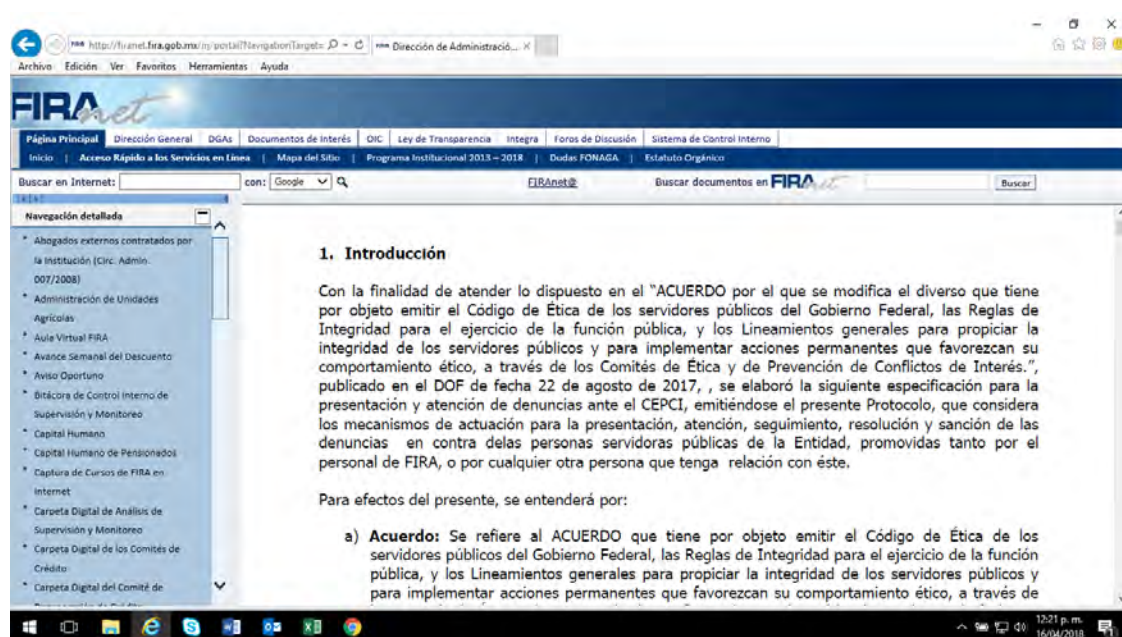 http://firanet.fira.gob.mx/irj/portal?NavigationTarget=
Dirección de Administració...
Archivo Edición Ver Favoritos Herramientas Ayuda
FIRAnet
Página Principal Dirección General DGAs Documentos de Interés OIC Ley de Transparencia Integra Foros de Discusión Sistema de Control Interno
Inicio | Acceso Rápido a los Servicios en Línea | Mapa del Sitio | Programa Institucional 2013 – 2018 | Dudas FONAGA | Estatuto Orgánico
Buscar en Internet: con: Google FIRAnet@ Buscar documentos en FIRAnet Buscar
Navegación detallada
Abogados externos contratados por
la Institución (Circ. Admin.
007/2008)
Administración de Unidades
Agrícolas
Aula Virtual FIRA
Avance Semanal del Descuento
Aviso Oportuno
Bitácora de Control Interno de
Supervisión y Monitoreo
Capital Humano
Capital Humano de Pensionados
Captura de Cursos de FIRA en
Internet
Carpeta Digital de Análisis de
Supervisión y Monitoreo
Carpeta Digital de los Comités de
Crédito
Carpeta Digital del Comité de
1. Introducción
Con la finalidad de atender lo dispuesto en el "ACUERDO por el que se modifica el diverso que tiene
por objeto emitir el Código de Ética de los servidores públicos del Gobierno Federal, las Reglas de
Integridad para el ejercicio de la función pública, y los Lineamientos generales para propiciar la
integridad de los servidores públicos y para implementar acciones permanentes que favorezcan su
comportamiento ético, a través de los Comités de Ética y de Prevención de Conflictos de Interés.",
publicado en el DOF de fecha 22 de agosto de 2017, , se elaboró la siguiente especificación para la
presentación y atención de denuncias ante el CEPCI, emitiéndose el presente Protocolo, que considera
los mecanismos de actuación para la presentación, atención, seguimiento, resolución y sanción de las
denuncias en contra delas personas servidoras públicas de la Entidad, promovidas tanto por el
personal de FIRA, o por cualquier otra persona que tenga relación con éste.
Para efectos del presente, se entenderá por:
a) Acuerdo: Se refiere al ACUERDO que tiene por objeto emitir el Código de Ética de los
servidores públicos del Gobierno Federal, las Reglas de Integridad para el ejercicio de la función
pública, y los Lineamientos generales para propiciar la integridad de los servidores públicos y
para implementar acciones permanentes que favorezcan su comportamiento ético, a través de
12:21 p. m.
16/04/2018